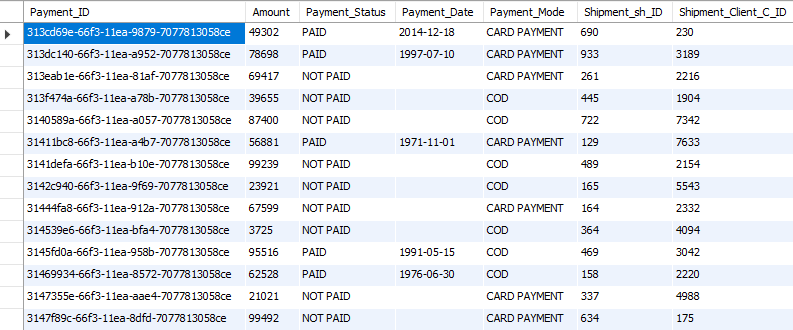 Payment_ID Amount Payment_Status Payment_Date Payment_Mode Shipment_sh_ID Shipment_Client_C_ID
313cd69e-66f3-11ea-9879-7077813058ce 49302 PAID 2014-12-18 CARD PAYMENT 690 230
313dc140-66f3-11ea-a952-7077813058ce 78698 PAID 1997-07-10 CARD PAYMENT 933 3189
313eab1e-66f3-11ea-81af-7077813058ce 69417 NOT PAID CARD PAYMENT 261 2216
313f474a-66f3-11ea-a78b-7077813058ce 39655 NOT PAID COD 445 1904
3140589a-66f3-11ea-a057-7077813058ce 87400 NOT PAID COD 722 7342
31411bc8-66f3-11ea-a4b7-7077813058ce 56881 PAID 1971-11-01 CARD PAYMENT 129 7633
3141defa-66f3-11ea-b10e-7077813058ce 99239 NOT PAID COD 489 2154
3142c940-66f3-11ea-9f69-7077813058ce 23921 NOT PAID COD 165 5543
31444fa8-66f3-11ea-912a-7077813058ce 67599 NOT PAID CARD PAYMENT 164 2332
314539e6-66f3-11ea-bfa4-7077813058ce 3725 NOT PAID COD 364 4094
3145fd0a-66f3-11ea-958b-7077813058ce 95516 PAID 1991-05-15 COD 469 3042
31469934-66f3-11ea-8572-7077813058ce 62528 PAID 1976-06-30 COD 158 2220
3147355e-66f3-11ea-aae4-7077813058ce 21021 NOT PAID CARD PAYMENT 337 4988
3147f89c-66f3-11ea-8dfd-7077813058ce 99492 NOT PAID CARD PAYMENT 634 175